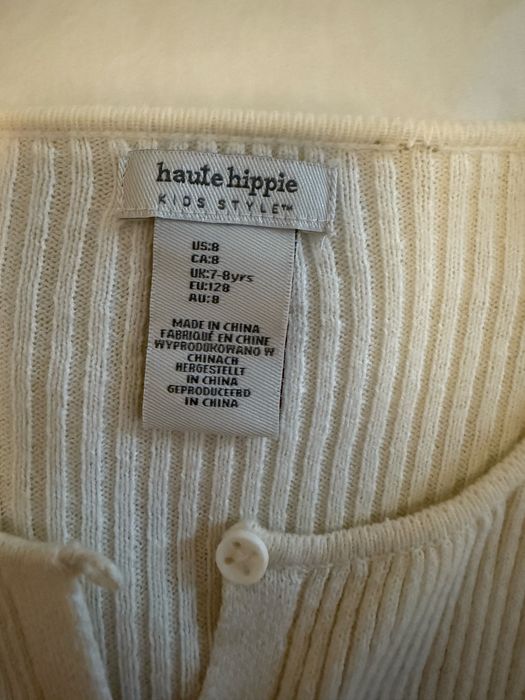 haute hippie
KIDS STYLE™
US:8
CA:8
UK:7-8yrs
EU:128
AU:8
MADE IN CHINA
FABRIQUÉ EN CHINE
WYPRODUKOWANO W
CHINACH
HERGESTELLT
IN CHINA
GEPRODUCEERD
IN CHINA